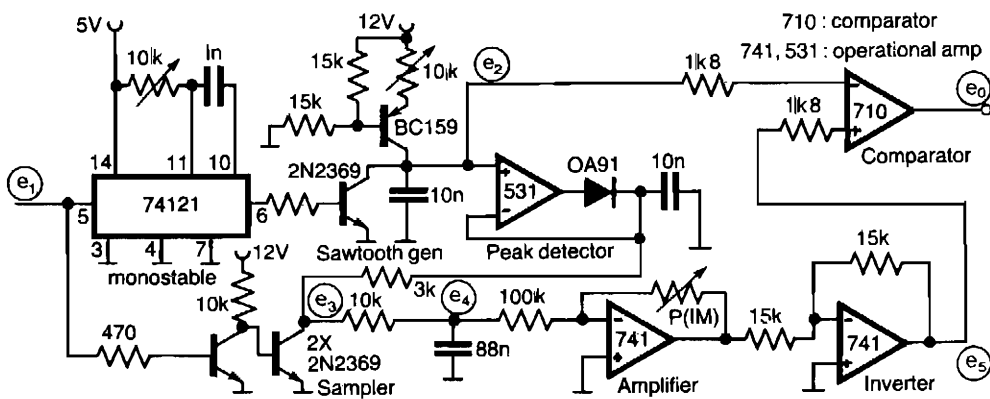 710 : comparator
741, 531 : operational amp
5V
12V
10k
1n
15k
10k
e2
1k8
e0
15k
BC159
1k8
710
Comparator
14
11
10
2N2369
OA91
10n
e1
5
74121
6
10n
531
3
4
7
monostable
Sawtooth gen
Peak detector
12V
3k
15k
10k
e3
10k
e4
100k
P(IM)
15k
470
2X
2N2369
88n
741
741
e5
Sampler
Amplifier
Inverter